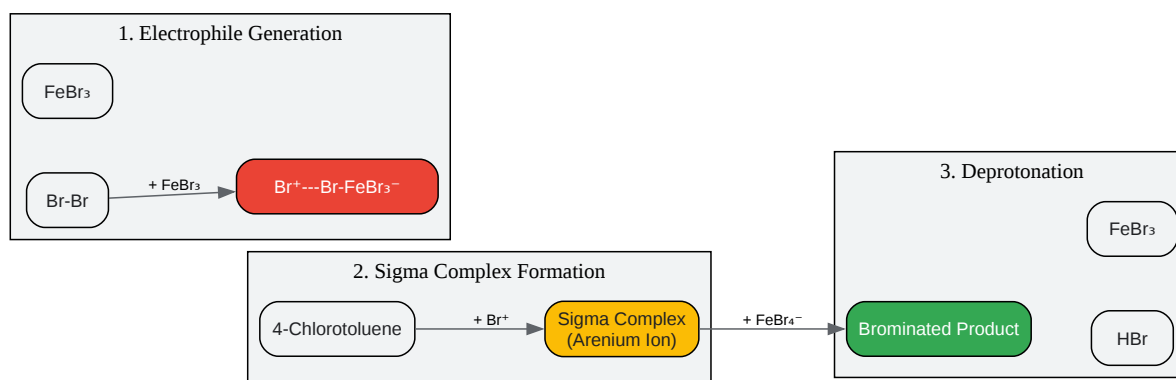 1. Electrophile Generation
FeBr₃
Br-Br
+ FeBr₃
Br⁺---Br-FeBr₃⁻
2. Sigma Complex Formation
4-Chlorotoluene
+ Br⁺
Sigma Complex
(Arenium Ion)
+ FeBr₄⁻
3. Deprotonation
FeBr₃
Brominated Product
HBr